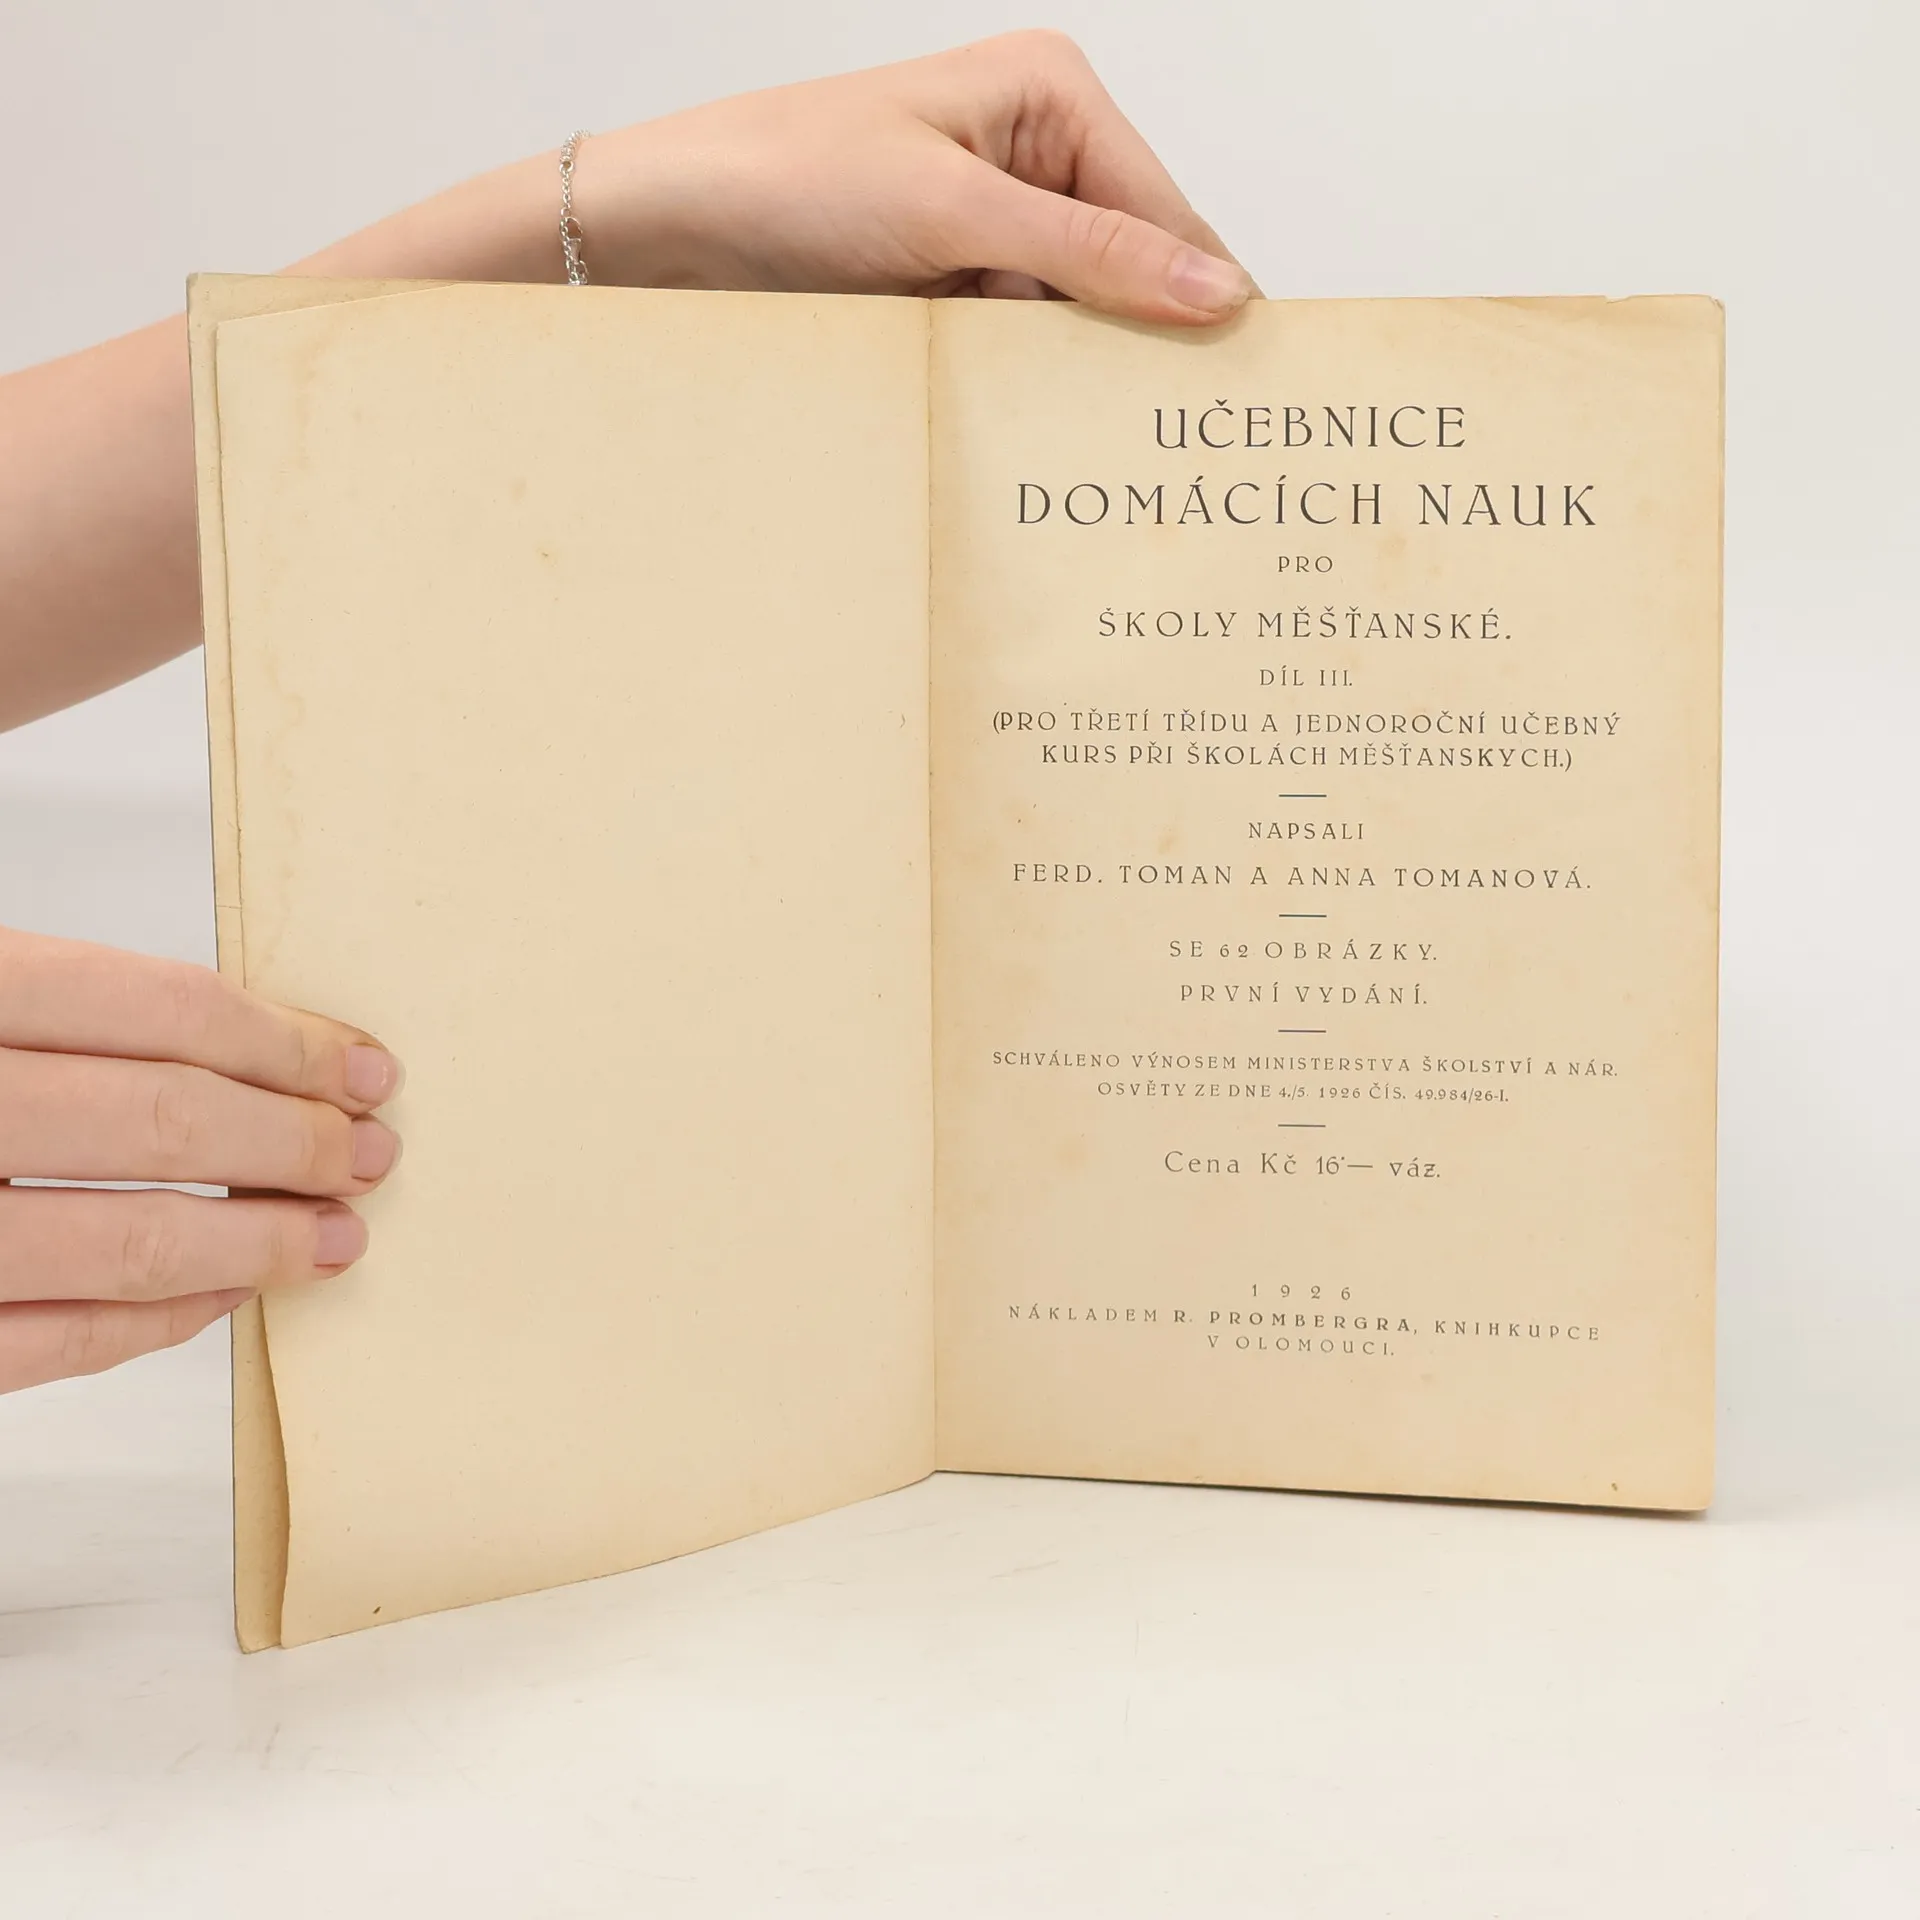 UČEBNICE
DOMÁCÍCH NAUK
PRO
ŠKOLY MĚŠŤANSKÉ.
DÍL III.
(PRO TŘETÍ TŘÍDU A JEDNOROČNÍ UČEBNÝ
KURS PŘI ŠKOLÁCH MĚŠŤANSKYCH.)
NAPSALI
FERD. TOMAN A ANNA TOMANOVÁ.
SE 62 OBRÁZKY.
PRVNÍ VYDÁNÍ.
SCHVÁLENO VÝNOSEM MINISTERSTVA ŠKOLSTVÍ A NÁR.
OSVĚTY ZE DNE 4./5. 1926 ČÍS. 49.984/26-I.
Cena Kč 16·— váz.
1926
NÁKLADEM R. PROMBERGRA, KNIHKUPCE
V OLOMOUCI.